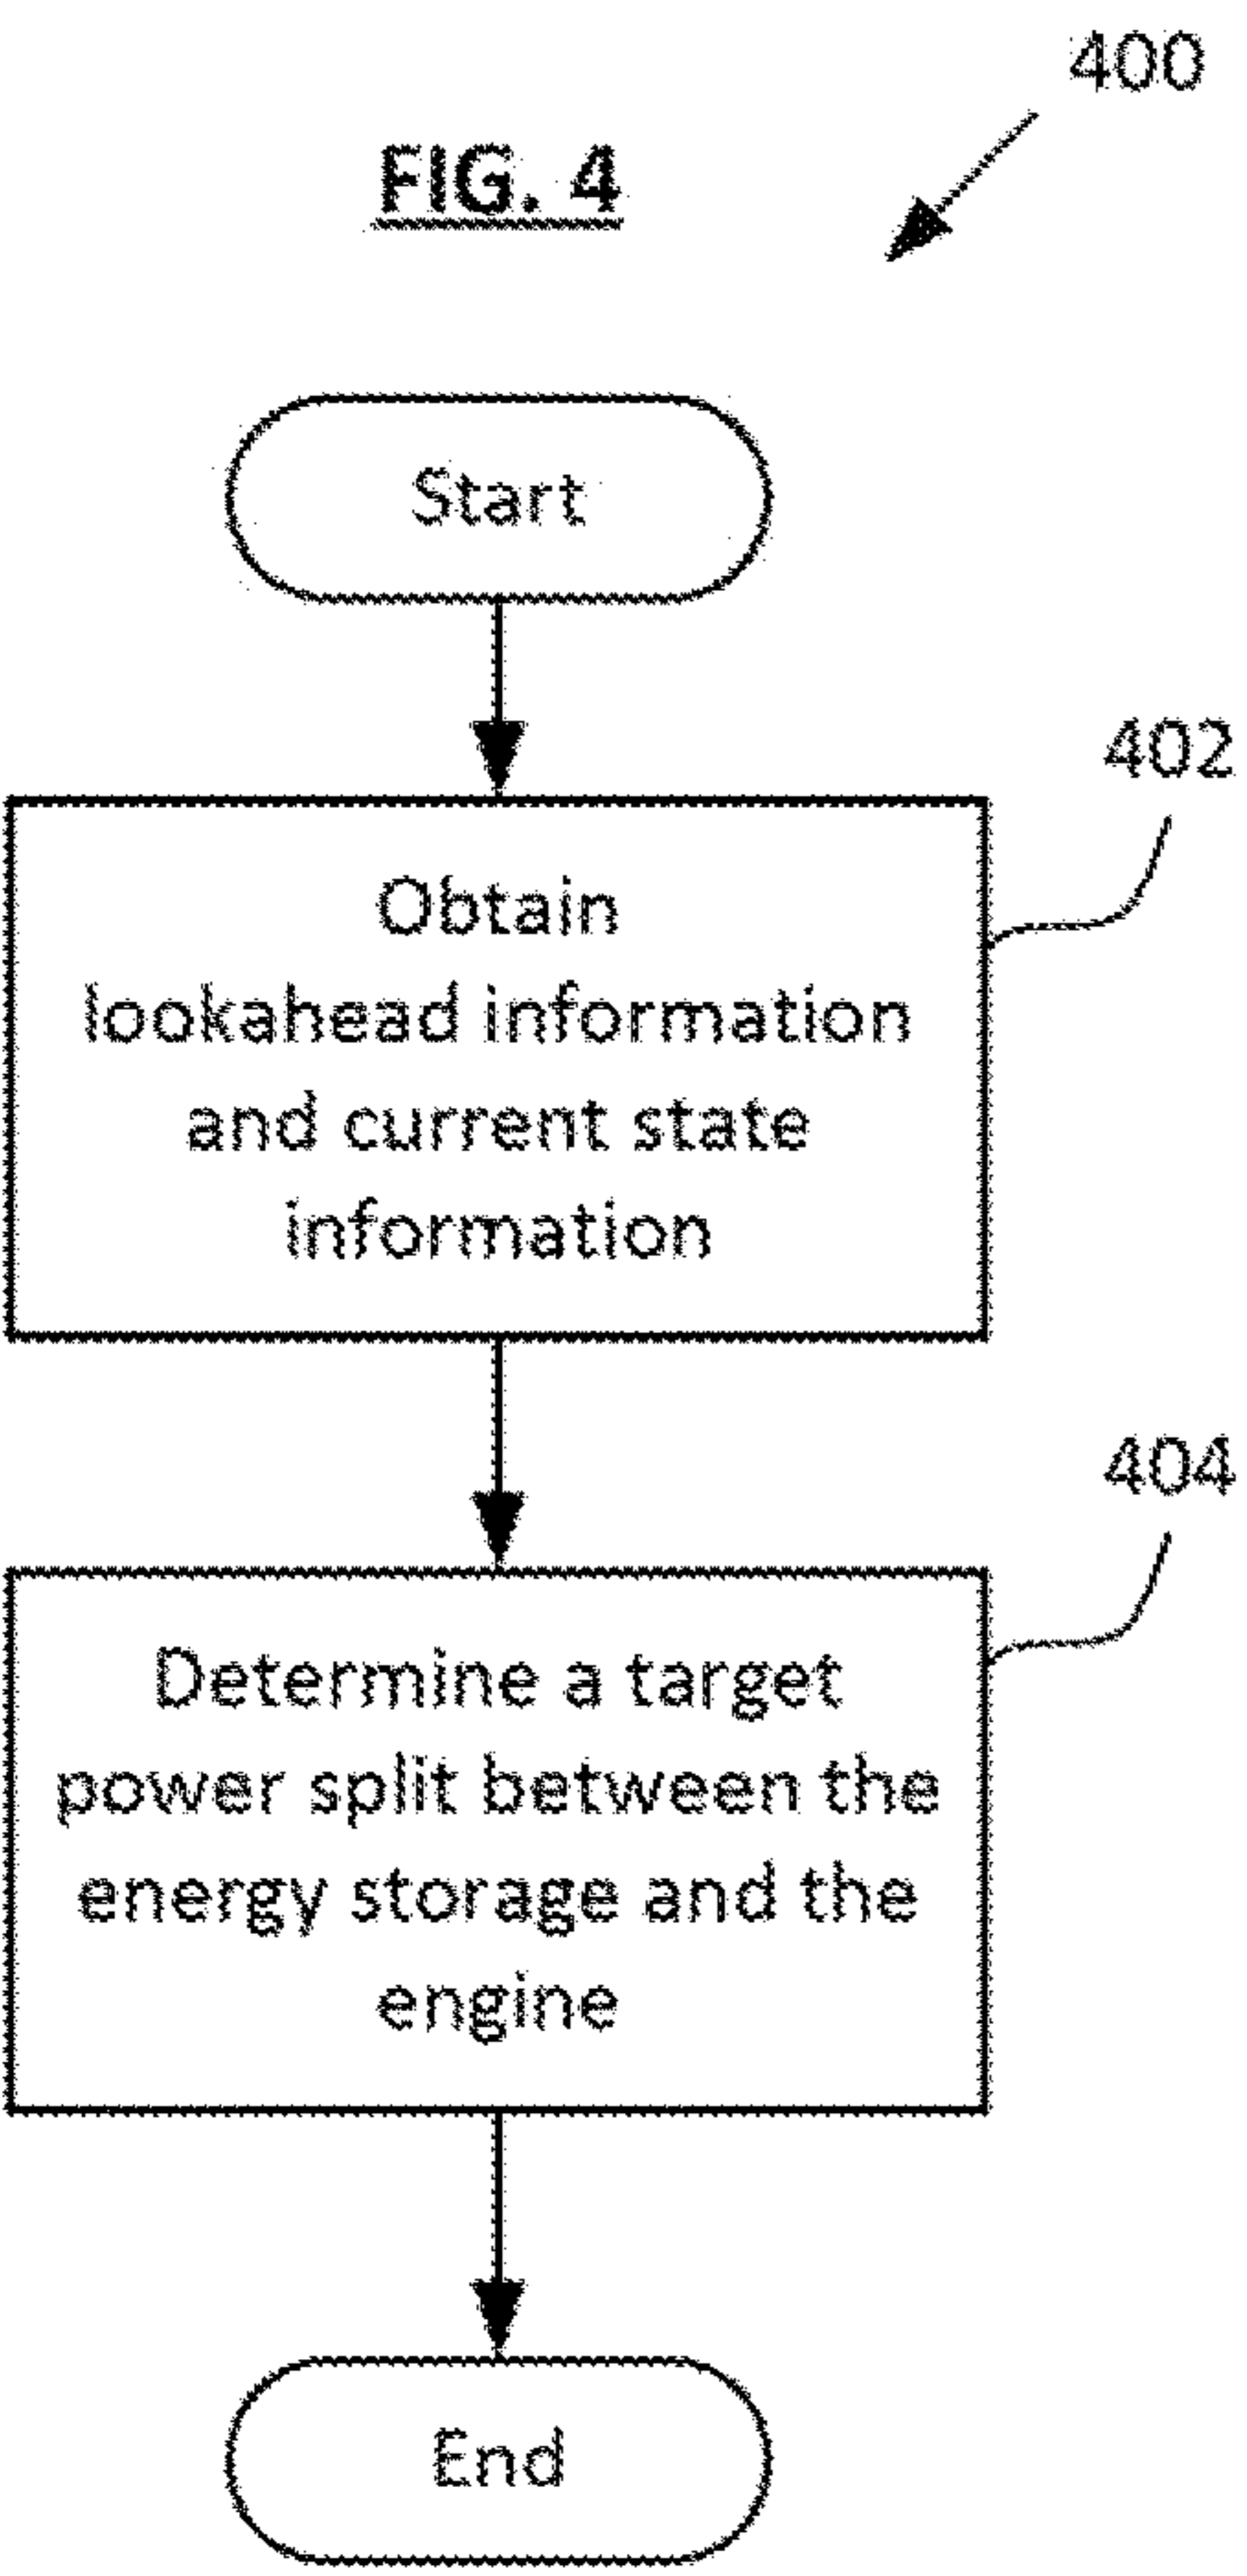 400
FIG. 4
Start
402
Obtain
lookahead information
and current state
information
404
Determine a target
power split between the
energy storage and the
engine
End